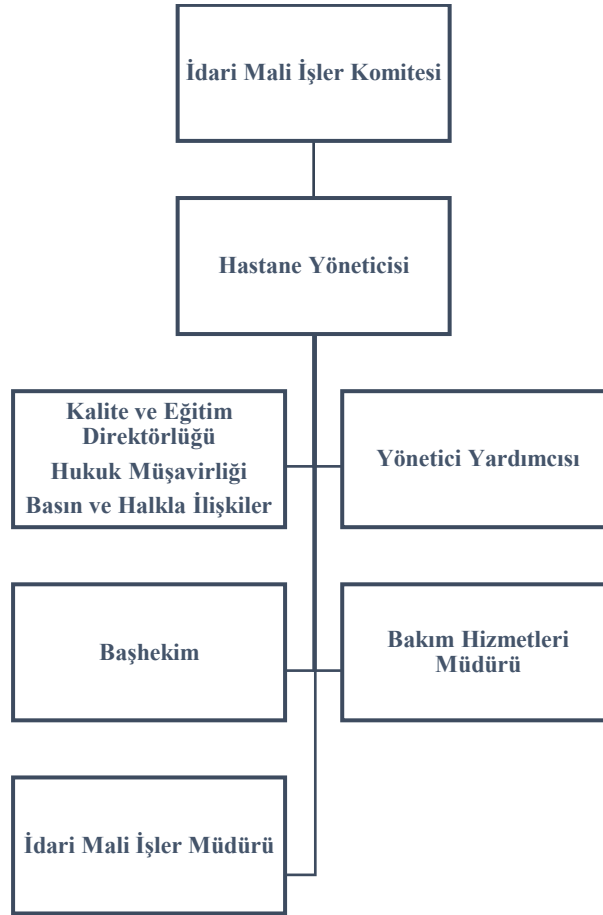 İdari Mali İşler Komitesi
Hastane Yöneticisi
Kalite ve Eğitim
Direktörlüğü
Hukuk Müşavirliği
Basın ve Halkla İlişkiler
Yönetici Yardımcısı
Başhekim
Bakım Hizmetleri
Müdürü
İdari Mali İşler Müdürü